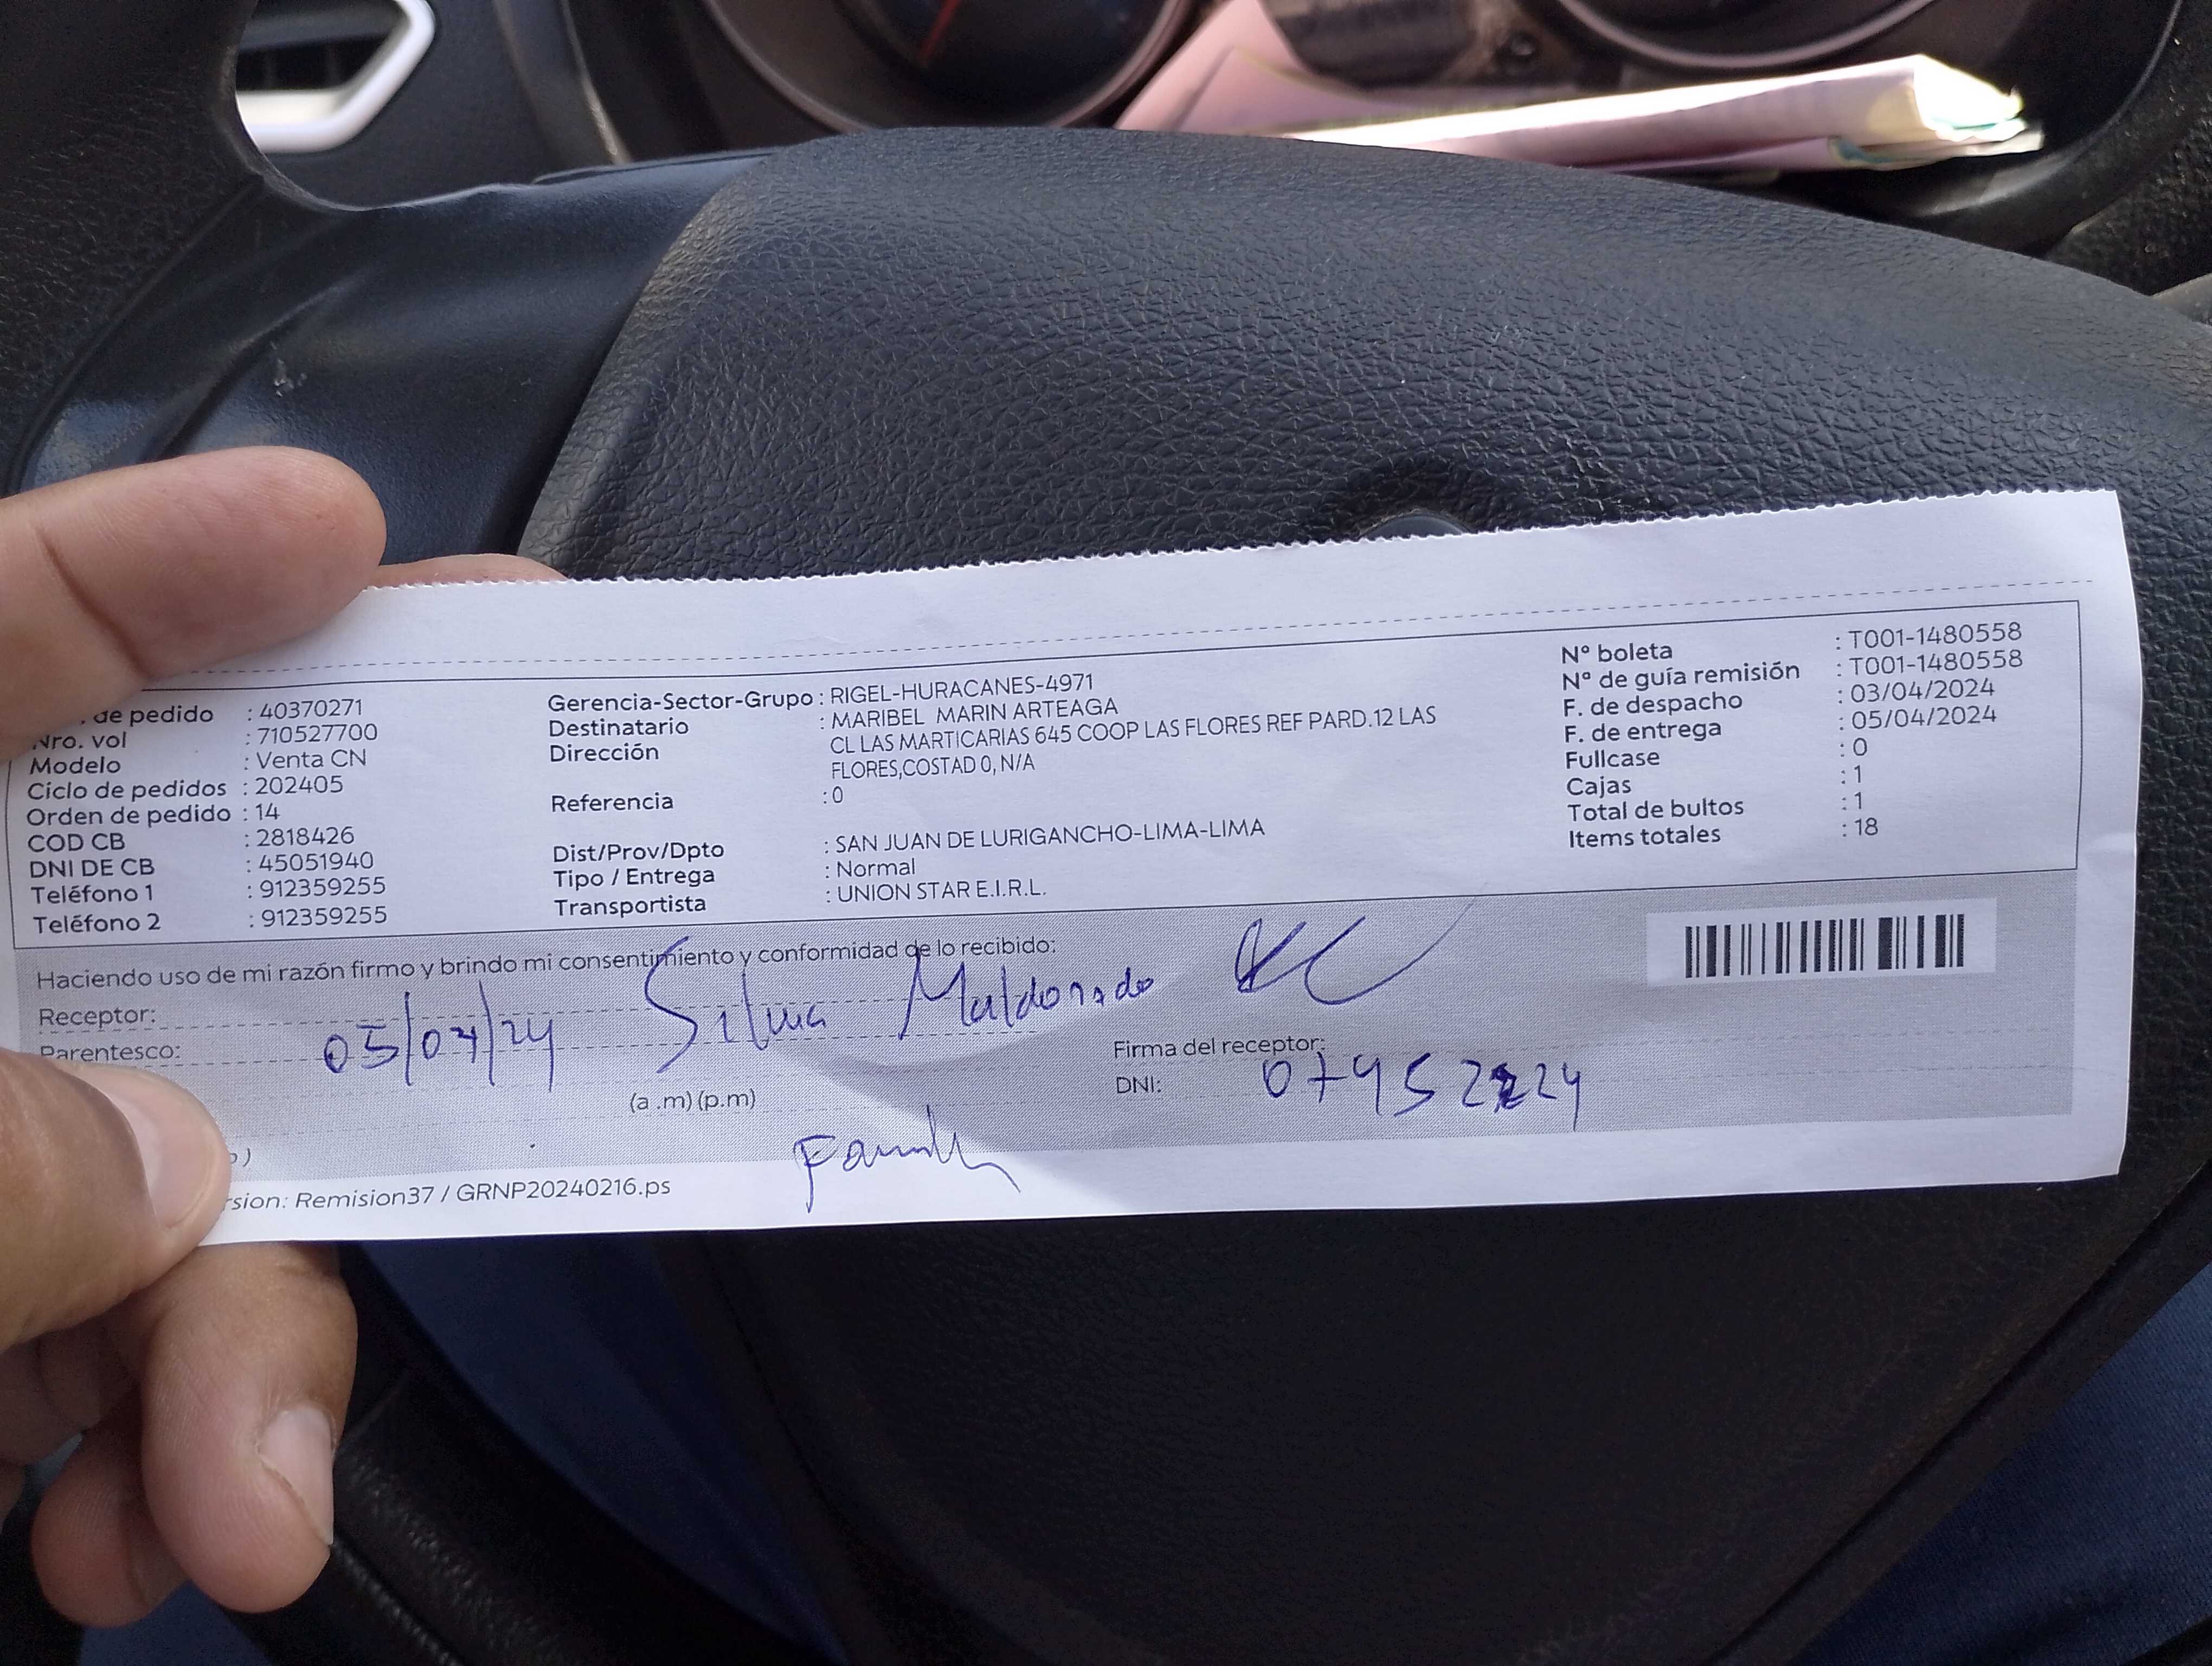 de pedido : 40370271
Nro. vol : 710527700
Modelo : Venta CN
Ciclo de pedidos : 202405
Orden de pedido : 14
COD CB : 2818426
DNI DE CB : 45051940
Teléfono 1 : 912359255
Teléfono 2 : 912359255
Gerencia-Sector-Grupo : RIGEL-HURACANES-4971
Destinatario : MARIBEL MARIN ARTEAGA
Dirección CL LAS MARTICARIAS 645 COOP LAS FLORES REF PARD.12 LAS
FLORES,COSTAD 0, N/A
Referencia : 0
Dist/Prov/Dpto : SAN JUAN DE LURIGANCHO-LIMA-LIMA
Tipo / Entrega : Normal
Transportista : UNION STAR E.I.R.L.
Nº boleta : T001-1480558
Nº de guía remisión : T001-1480558
F. de despacho : 03/04/2024
F. de entrega : 05/04/2024
Fullcase : 0
Cajas : 1
Total de bultos : 1
Items totales : 18
Haciendo uso de mi razón firmo y brindo mi consentimiento y conformidad de lo recibido:
Receptor: Silvia Maldonado
Parentesco: 05/04/24
Firma del receptor:
DNI:
(a .m) (p.m)
rsion: Remision37 / GRNP20240216.ps